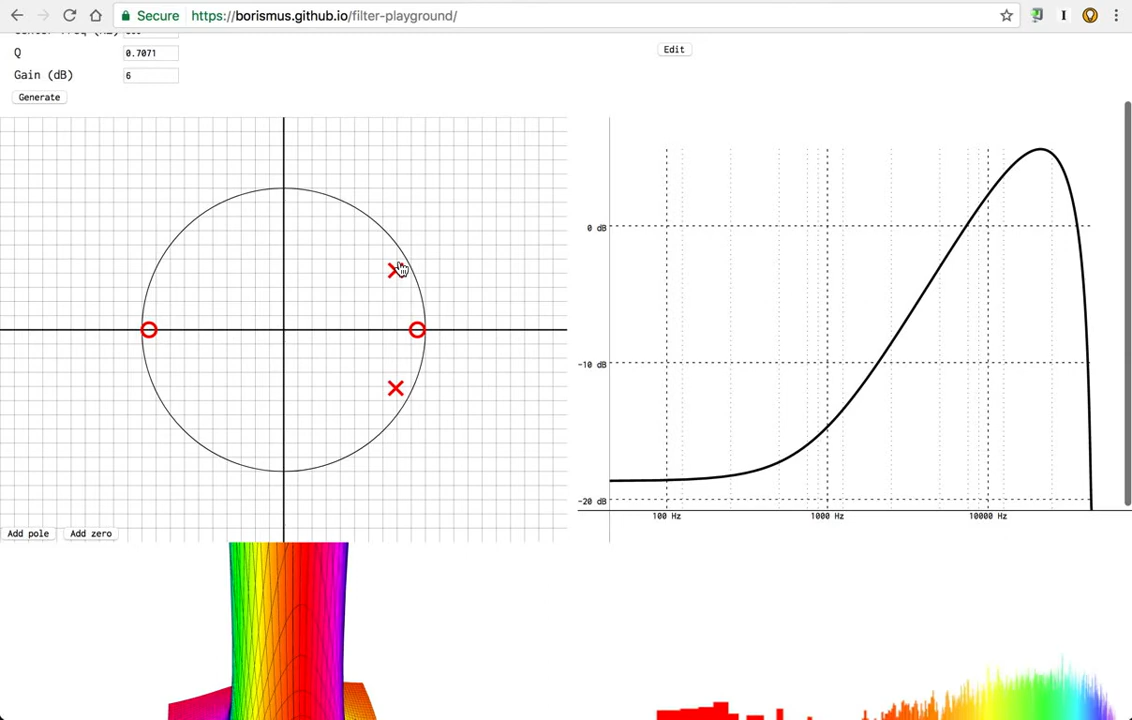 Secure https://borismus.github.io/filter-playground/
Q 0.7071
Gain (dB) 6
Generate
Edit
0 dB
-10 dB
-20 dB
100 Hz 1000 Hz 10000 Hz
Add pole Add zero